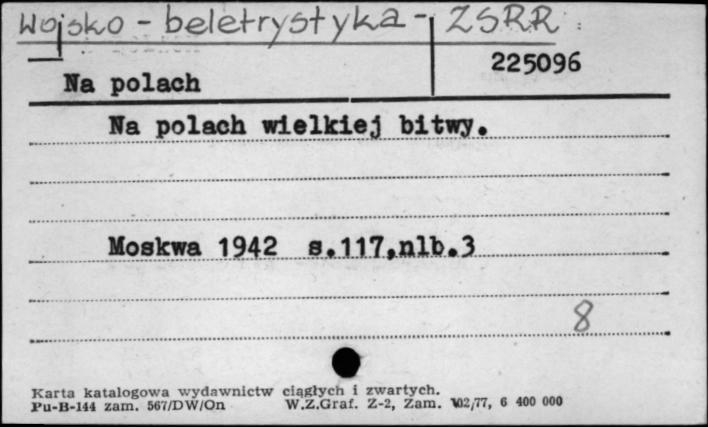 Wojsko - beletrystyka - ZSRR
225096
Na polach
Na polach wielkiej bitwy.
Moskwa 1942 s.117,nlb.3
8
Karta katalogowa wydawnictw ciągłych i zwartych.
Pu-B-144 zam. 567/DW/On W.Z.Graf. Z-2, Zam. 102/77, 6 400 000